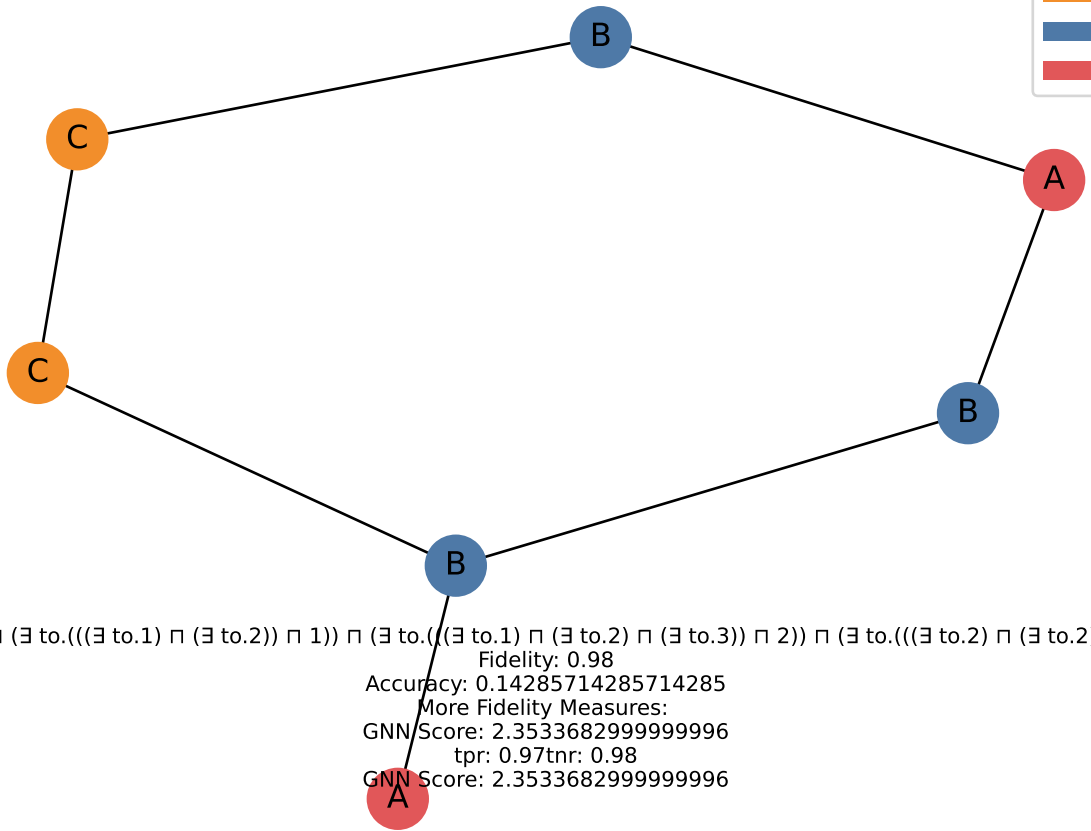 B
C
A
C
B
B
(∃ to.(((∃ to.1) ⊓ (∃ to.2)) ⊓ 1)) ⊓ (∃ to.(((∃ to.1) ⊓ (∃ to.2) ⊓ (∃ to.3)) ⊓ 2)) ⊓ (∃ to.(((∃ to.2) ⊓ (∃ to.2
Fidelity: 0.98
Accuracy: 0.14285714285714285
More Fidelity Measures:
GNN Score: 2.3533682999999996
tpr: 0.97tnr: 0.98
GNN Score: 2.3533682999999996
A